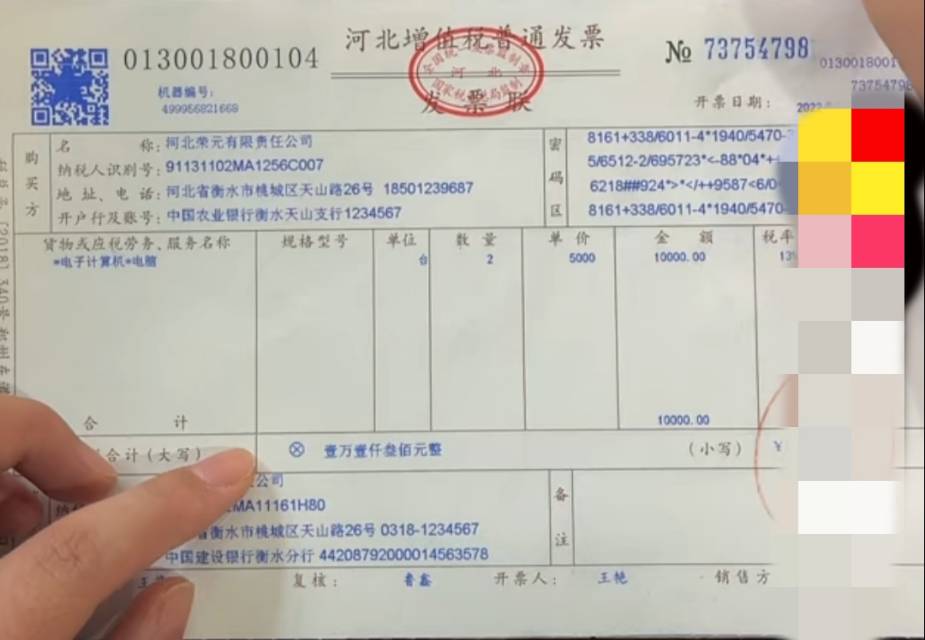 河北增值税普通发票
013001800104
№ 73754798
发票联
机器编号:
499956821668
0130018001
73754798
开票日期:
购买方
名称: 河北荣元有限责任公司
纳税人识别号: 91131102MA1256C007
地址、电话: 河北省衡水市桃城区天山路26号 18501239687
开户行及账号: 中国农业银行衡水天山支行1234567
密码区
8161+338/6011-4*1940/5470-
5/6512-2/695723*<-88*04*+
6218##924*>*</++9587<6/0
8161+338/6011-4*1940/5470-
货物或应税劳务、服务名称 规格型号 单位 数量 单价 金额 税率
*电子计算机*电脑 台 2 5000 10000.00 13
合计 10000.00
合计(大写) ⊗ 壹万壹仟叁佰元整 (小写) ¥
公司
MA11161H80
衡水市桃城区天山路26号 0318-1234567
中国建设银行衡水分行 44208792000014563578
备注
复核: 鲁鑫 开票人: 王艳 销售方